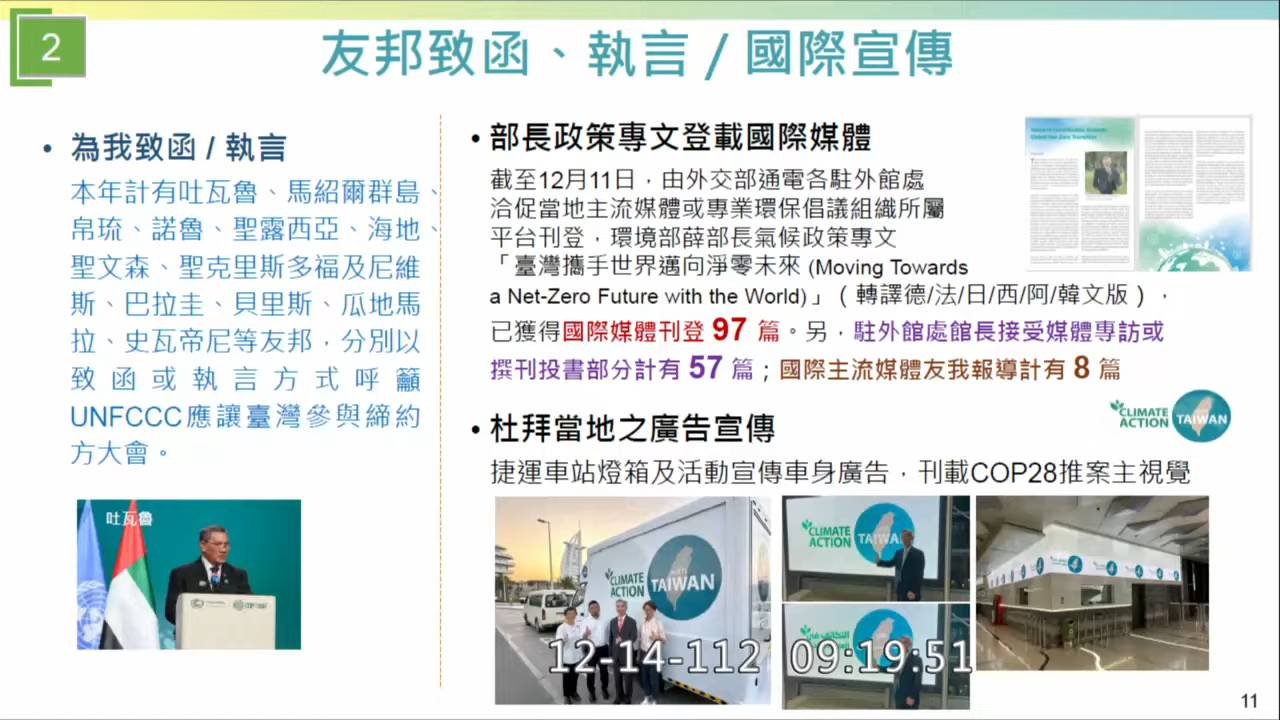 2
友邦致函、執言 / 國際宣傳
• 為我致函 / 執言
本年計有吐瓦魯、馬紹爾群島、
帛琉、諾魯、聖露西亞、海地、
聖文森、聖克里斯多福及尼維
斯、巴拉圭、貝里斯、瓜地馬
拉、史瓦帝尼等友邦，分別以
致函或執言方式呼籲
UNFCCC應讓臺灣參與締約
方大會。
吐瓦魯
• 部長政策專文登載國際媒體
截至12月11日，由外交部通電各駐外館處
洽促當地主流媒體或專業環保倡議組織所屬
平台刊登，環境部薛部長氣候政策專文
「臺灣攜手世界邁向淨零未來 (Moving Towards
a Net-Zero Future with the World)」（轉譯德/法/日/西/阿/韓文版），
已獲得國際媒體刊登 97 篇。另，駐外館處館長接受媒體專訪或
撰刊投書部分計有 57 篇；國際主流媒體友我報導計有 8 篇
CLIMATE
ACTION
TAIWAN
• 杜拜當地之廣告宣傳
捷運車站燈箱及活動宣傳車身廣告，刊載COP28推案主視覺
CLIMATE
ACTION
TAIWAN
CLIMATE
ACTION
TAIWA
12-14-112 09:19:51
11